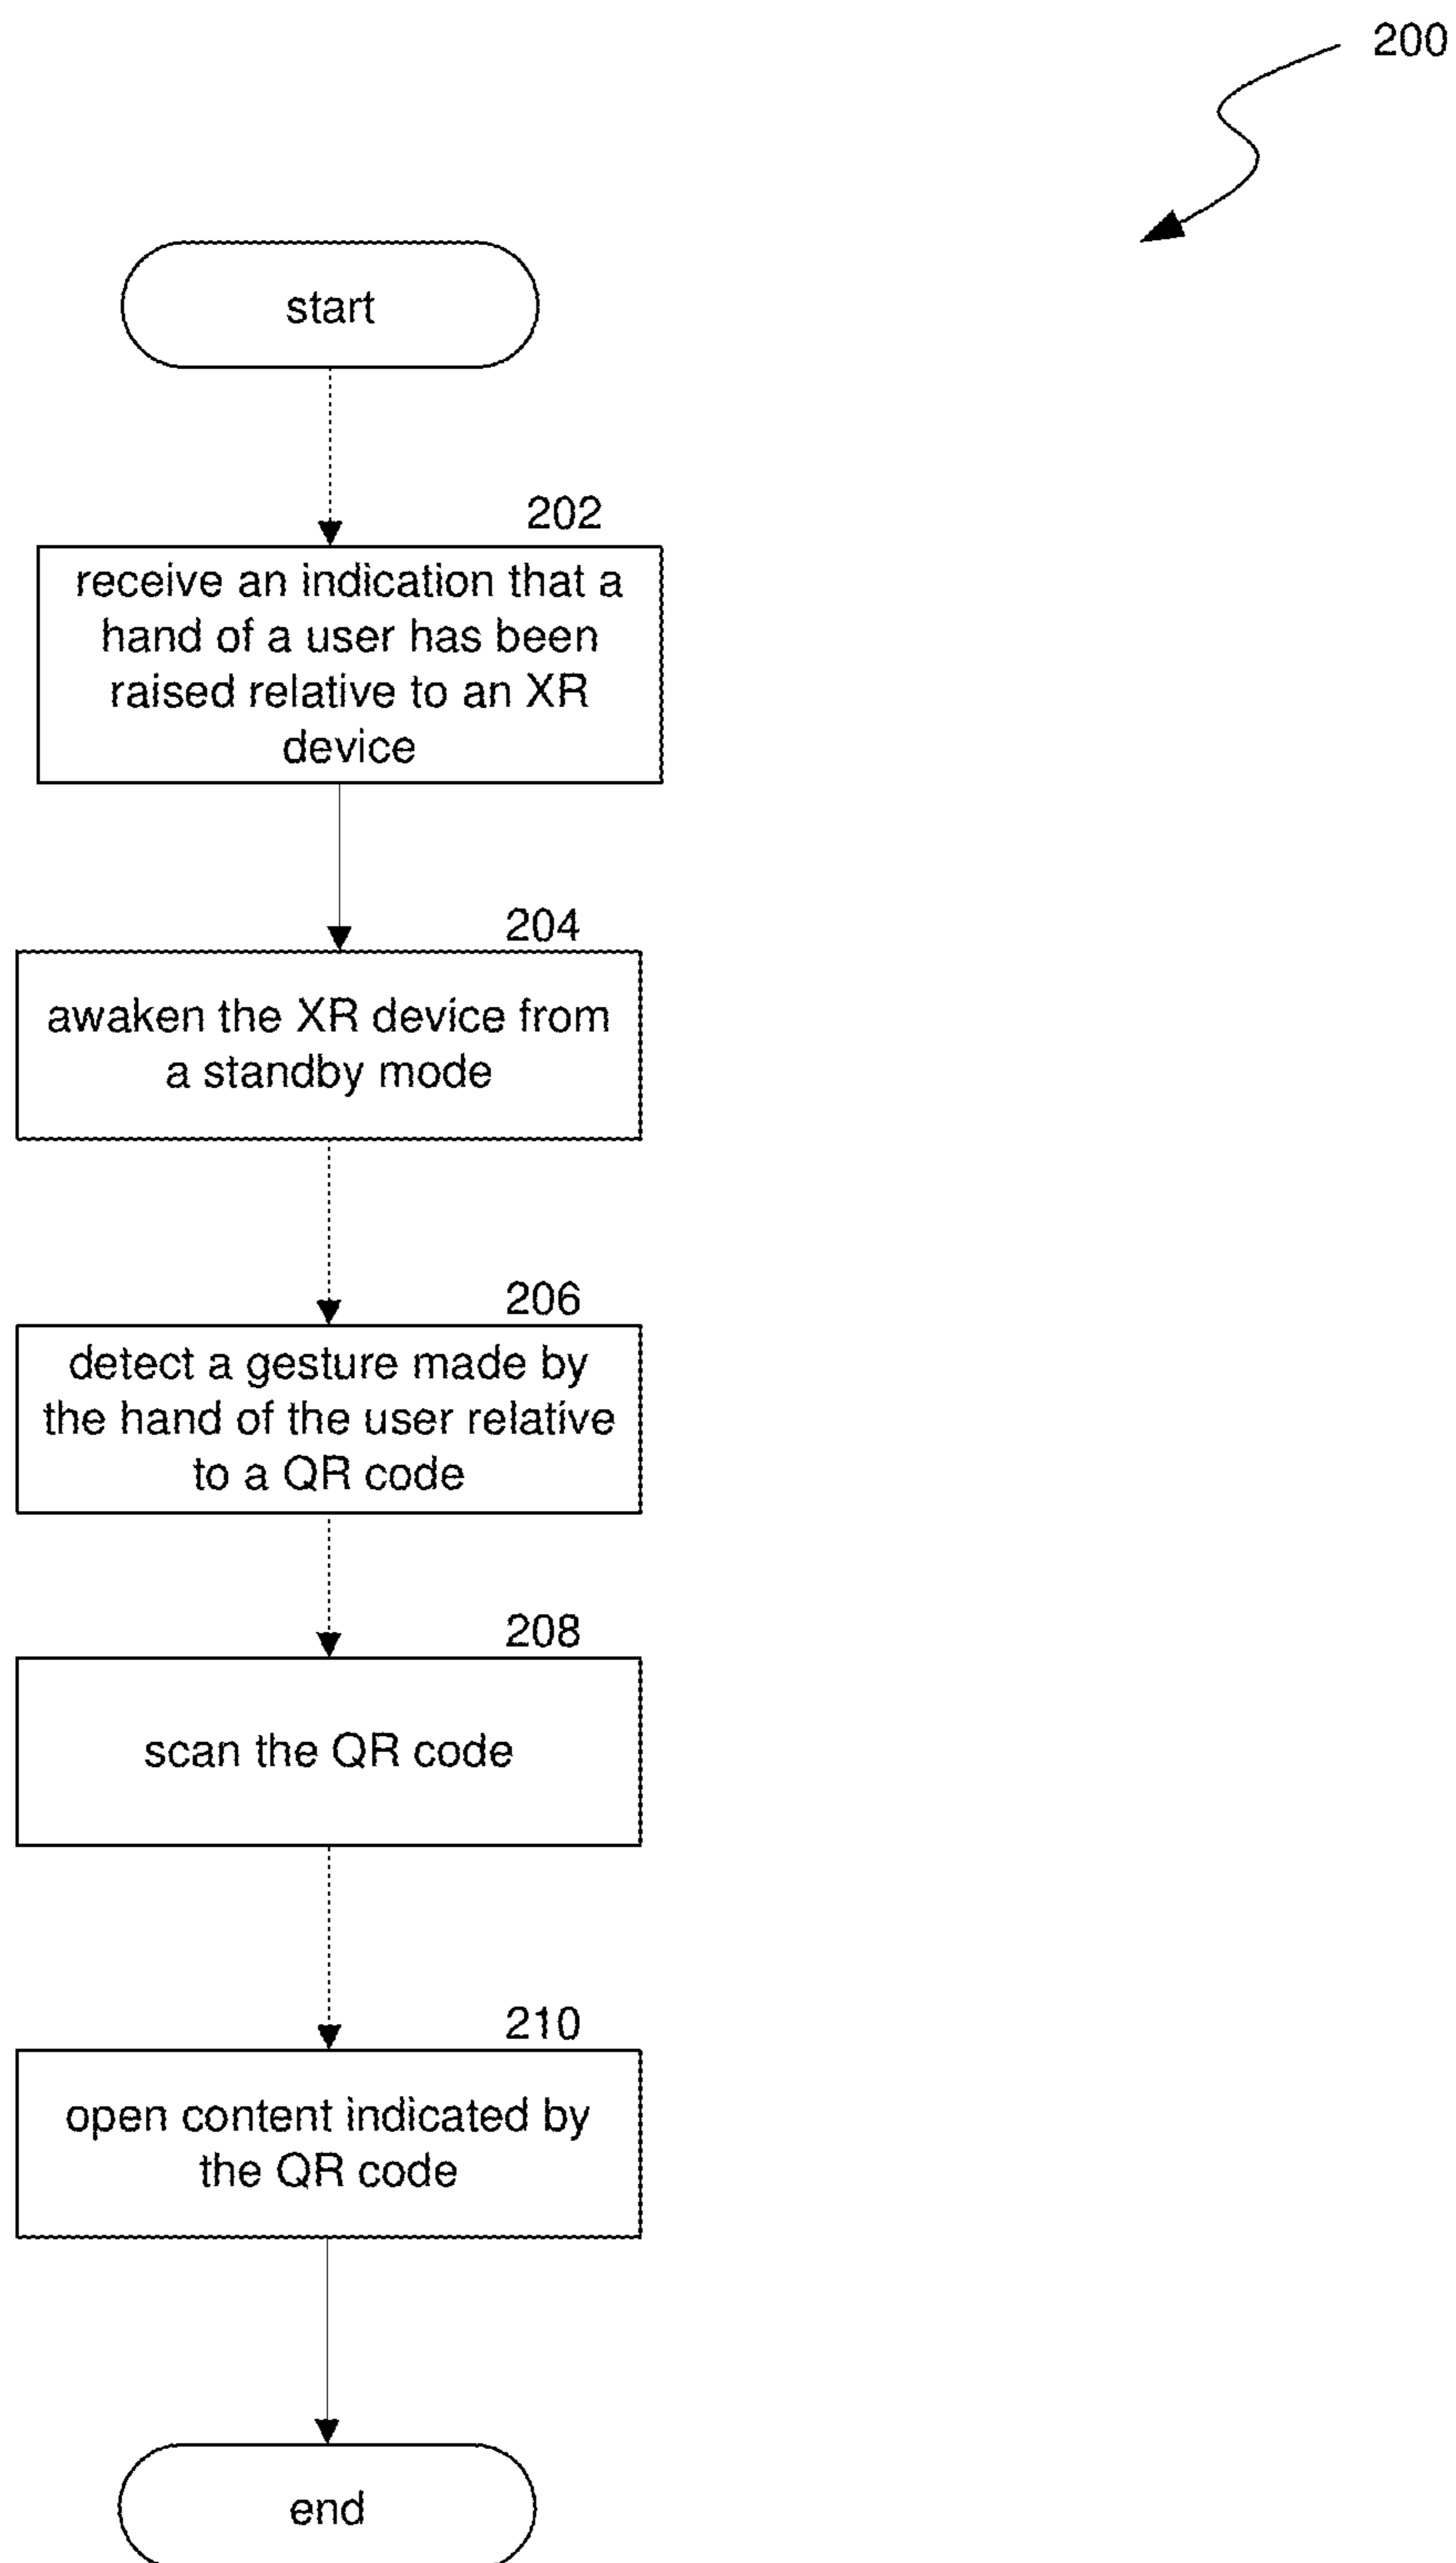 200
start
202
receive an indication that a
hand of a user has been
raised relative to an XR
device
204
awaken the XR device from
a standby mode
206
detect a gesture made by
the hand of the user relative
to a QR code
208
scan the QR code
210
open content indicated by
the QR code
end